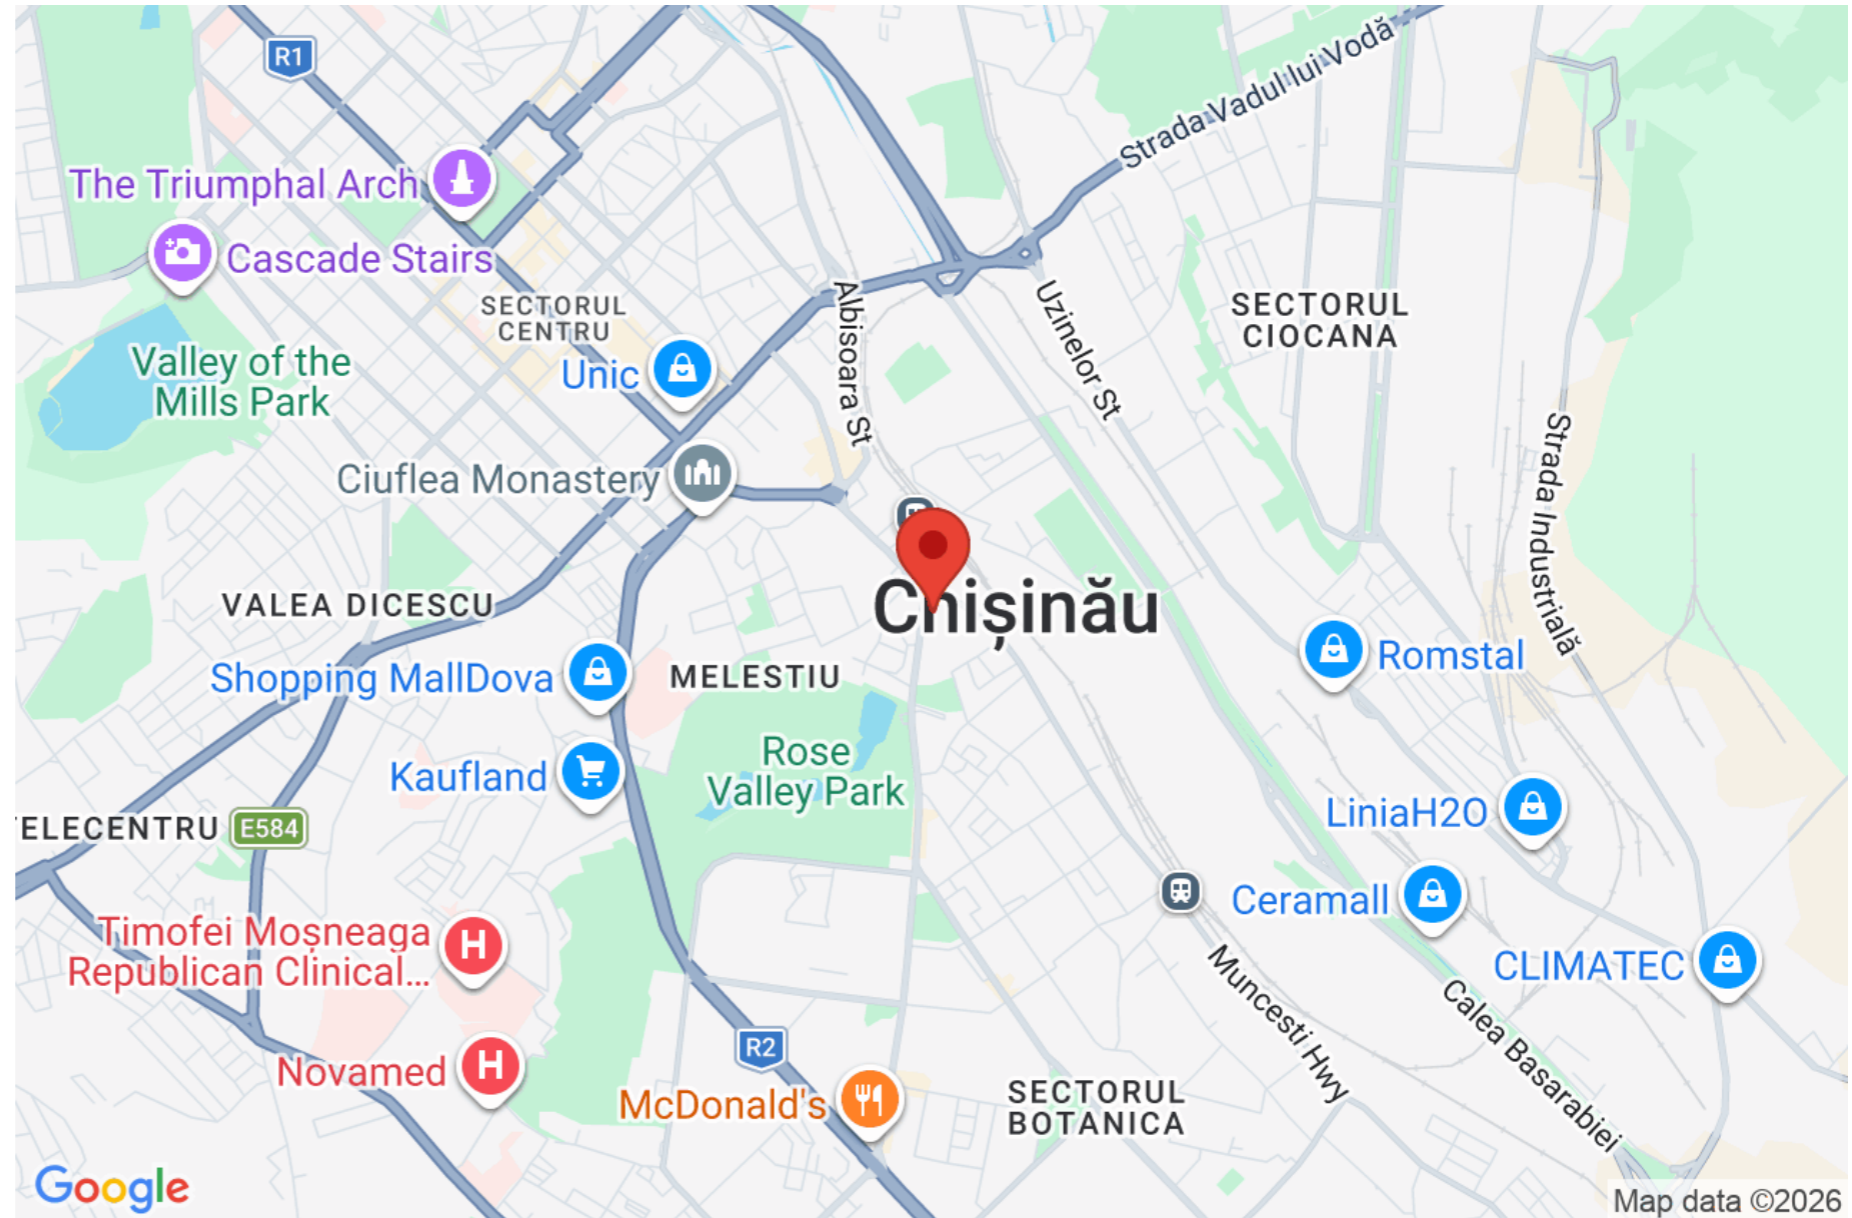 R1
Strada Vadul lui Vodă
The Triumphal Arch
Cascade Stairs
SECTORUL
CENTRU
Albisoara St
Uzinelor St
SECTORUL
CIOCANA
Valley of the
Mills Park
Unic
Ciuflea Monastery
Strada Industrială
Chișinău
VALEA DICESCU
Shopping MallDova
MELESTIU
Romstal
Kaufland
Rose
Valley Park
ELECENTRU
E584
LiniaH2O
Ceramall
Timofei Moșneaga
Republican Clinical...
H
CLIMATEC
Muncesti Hwy
Calea Basarabiei
Novamed
H
R2
McDonald's
SECTORUL
BOTANICA
Google
Map data ©2026